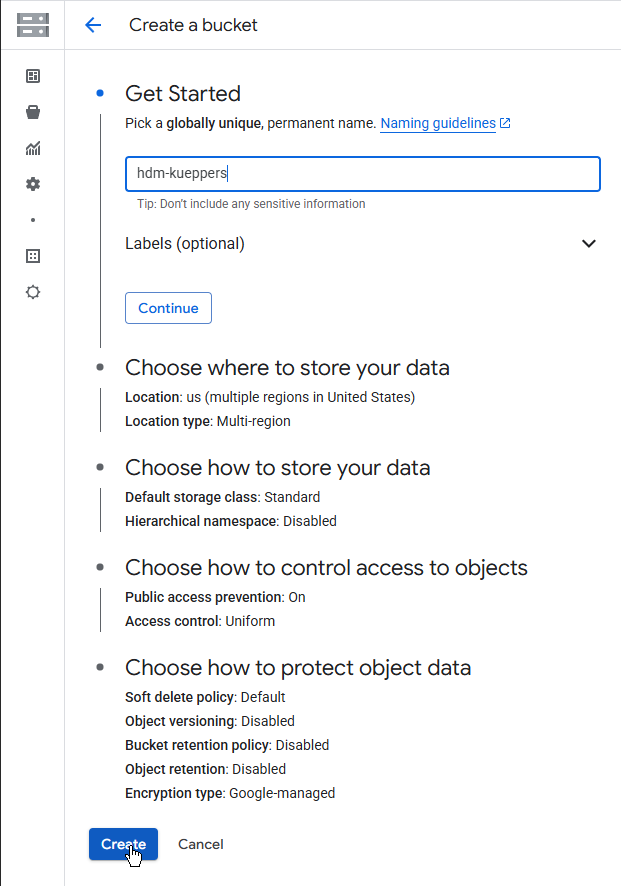 Create a bucket
Get Started
Pick a globally unique, permanent name. Naming guidelines
hdm-kueppers
Tip: Don’t include any sensitive information
Labels (optional)
Continue
Choose where to store your data
Location: us (multiple regions in United States)
Location type: Multi-region
Choose how to store your data
Default storage class: Standard
Hierarchical namespace: Disabled
Choose how to control access to objects
Public access prevention: On
Access control: Uniform
Choose how to protect object data
Soft delete policy: Default
Object versioning: Disabled
Bucket retention policy: Disabled
Object retention: Disabled
Encryption type: Google-managed
Create Cancel